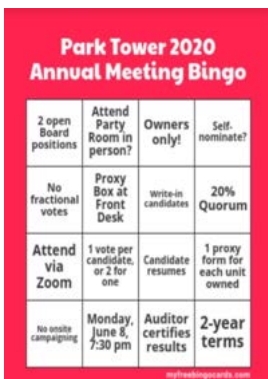 Park Tower 2020
Annual Meeting Bingo
2 open
Board
positions
Attend
Party
Room in
person?
Owners
only!
Self-
nominate?
No
fractional
votes
Proxy
Box at
Front
Desk
Write-in
candidates
20%
Quorum
Attend
via
Zoom
1 vote per
candidate,
or 2 for
one
Candidate
resumes
1 proxy
form for
each unit
owned
No onsite
campaigning
Monday,
June 8,
7:30 pm
Auditor
certifies
results
2-year
terms
myfreebingocards.com